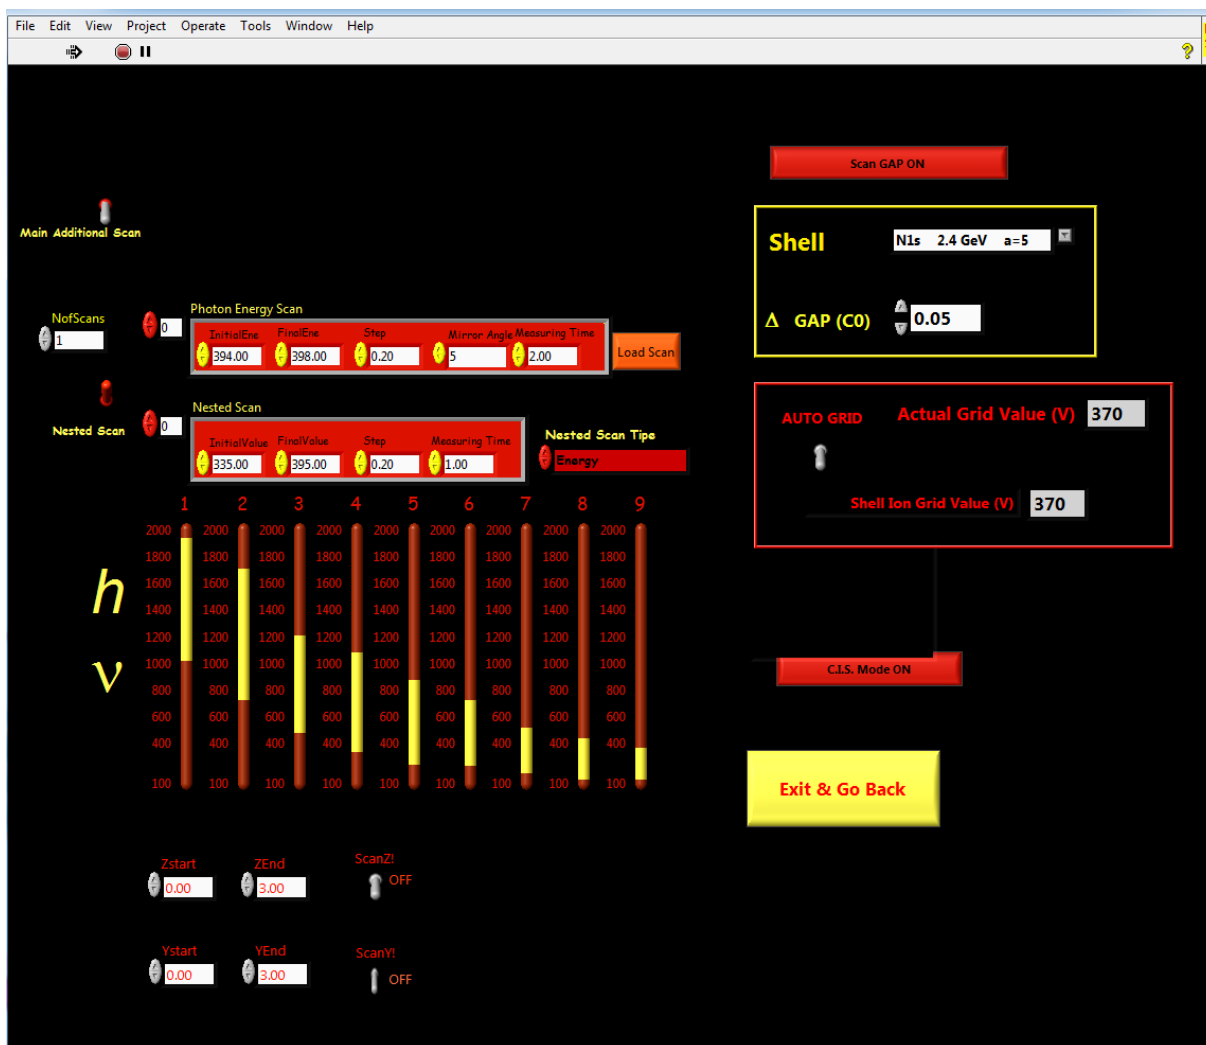 File Edit View Project Operate Tools Window Help
?
Scan GAP ON
Main Additional Scan
Shell N1s 2.4 GeV a=5
Δ GAP (C0) 0.05
NofScans
1
0
Photon Energy Scan
InitialEne FinalEne Step Mirror Angle Measuring Time
394.00 398.00 0.20 5 2.00
Load Scan
Nested Scan
0
Nested Scan
InitialValue FinalValue Step Measuring Time
335.00 395.00 0.20 1.00
Nested Scan Tipe
Energy
AUTO GRID Actual Grid Value (V) 370
Shell Ion Grid Value (V) 370
1 2 3 4 5 6 7 8 9
2000 2000 2000 2000 2000 2000 2000 2000 2000
1800 1800 1800 1800 1800 1800 1800 1800 1800
1600 1600 1600 1600 1600 1600 1600 1600 1600
1400 1400 1400 1400 1400 1400 1400 1400 1400
1200 1200 1200 1200 1200 1200 1200 1200 1200
1000 1000 1000 1000 1000 1000 1000 1000 1000
800 800 800 800 800 800 800 800 800
600 600 600 600 600 600 600 600 600
400 400 400 400 400 400 400 400 400
100 100 100 100 100 100 100 100 100
h
ν
C.I.S. Mode ON
Exit & Go Back
Zstart ZEnd ScanZ!
0.00 3.00 OFF
Ystart YEnd ScanY!
0.00 3.00 OFF